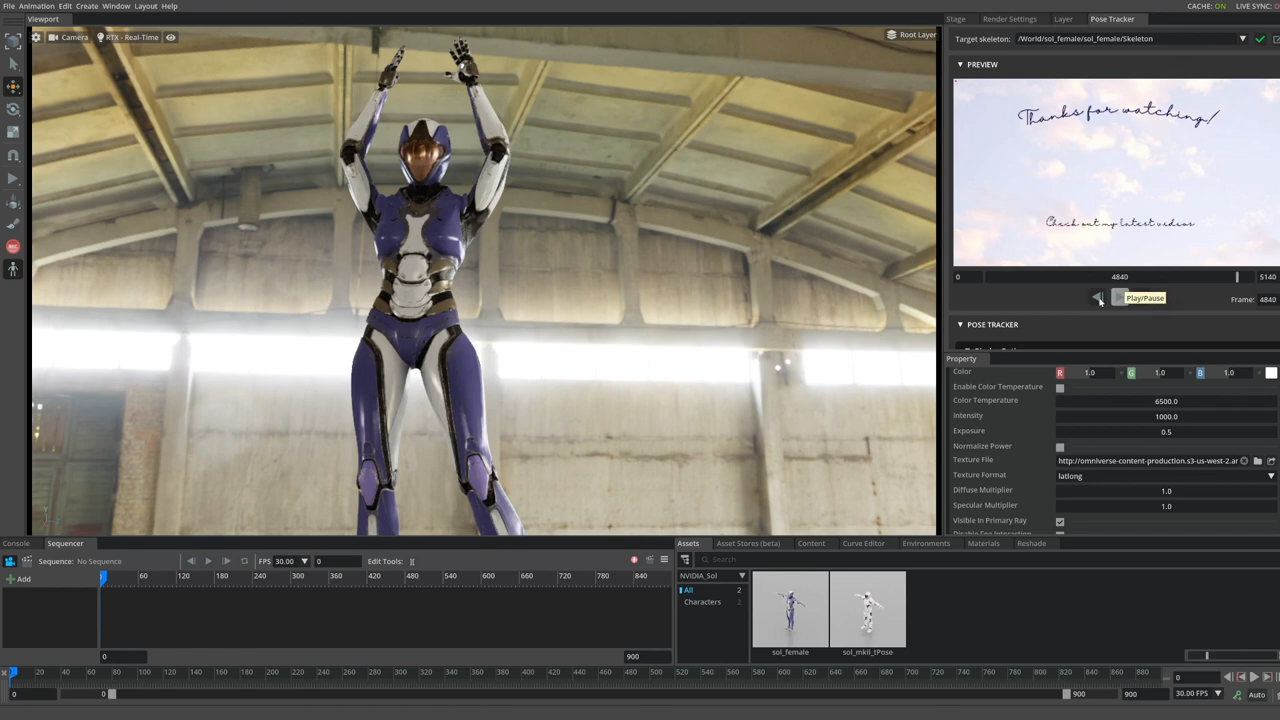 File Animation Edit Create Window Layout Help
CACHE: ON LIVE SYNC:
Viewport
Stage Render Settings Layer Pose Tracker
Camera RTX - Real-Time Root Layer
Target skeleton: /World/sol_female/sol_female/Skeleton
PREVIEW
Thanks for watching!
Check out my latest videos
0 4840 5140
Play/Pause
Frame: 4840
POSE TRACKER
Property
Color R 1.0 G 1.0 B 1.0
Enable Color Temperature
Color Temperature 6500.0
Intensity 1000.0
Exposure 0.5
Normalize Power
Texture File http://omniverse-content-production.s3-us-west-2.ar
Texture Format latlong
Diffuse Multiplier 1.0
Specular Multiplier 1.0
Visible In Primary Ray
REC
Console Sequencer
Sequence: No Sequence FPS 30.00 0 Edit Tools:
Add
60 120 180 240 300 360 420 480 540 600 660 720 780 840
0 900
Assets Asset Stores (beta) Content Curve Editor Environments Materials Reshade
Search
NVIDIA_Sol
All 2
Characters 2
sol_female sol_mkII_tPose
20 40 60 80 100 120 140 160 180 200 220 240 260 280 300 320 340 360 380 400 420 440 460 480 500 520 540 560 580 600 620 640 660 680 700 720 740 760 780 800 820 840 860 880
0
0 0 900 900 30.00 FPS Auto